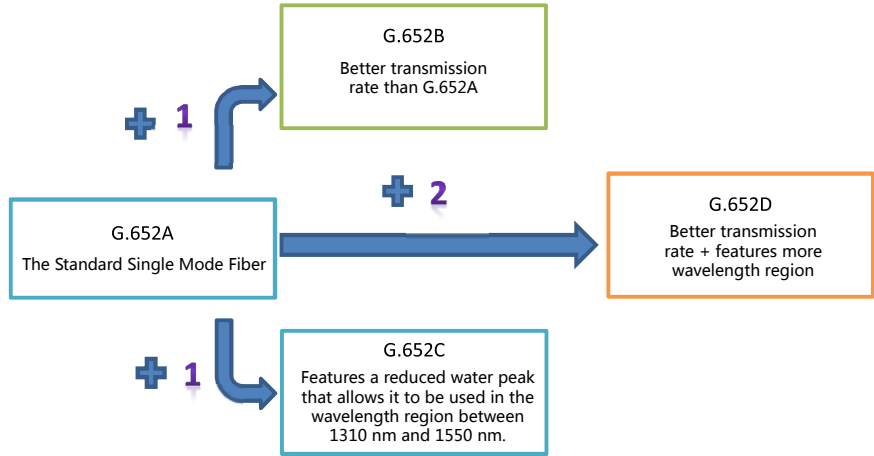 G.652B
Better transmission
rate than G.652A
+ 1
+ 2
G.652A
The Standard Single Mode Fiber
G.652D
Better transmission
rate + features more
wavelength region
+ 1
G.652C
Features a reduced water peak
that allows it to be used in the
wavelength region between
1310 nm and 1550 nm.